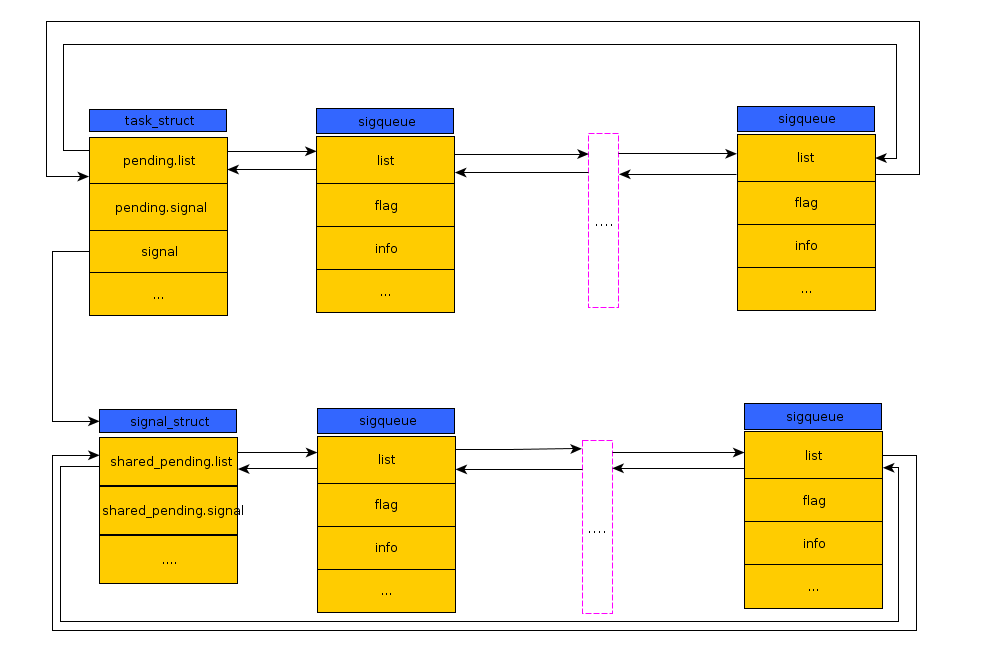 task_struct
pending.list
pending.signal
signal
...
sigqueue
list
flag
info
...
....
sigqueue
list
flag
info
...
signal_struct
shared_pending.list
shared_pending.signal
....
sigqueue
list
flag
info
...
....
sigqueue
list
flag
info
...